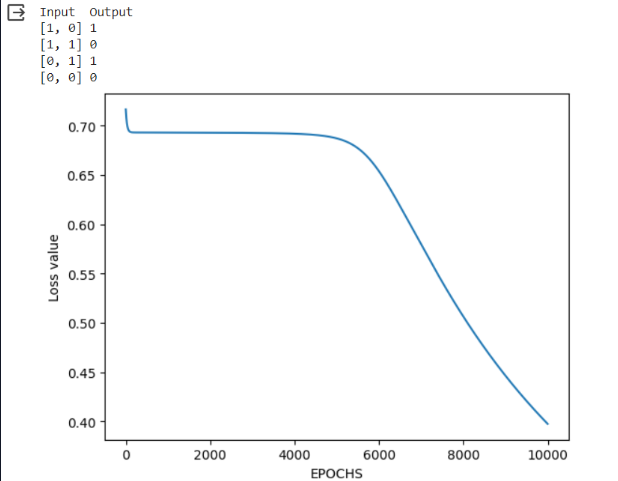 Input Output
[1, 0] 1
[1, 1] 0
[0, 1] 1
[0, 0] 0
0.70
0.65
0.60
0.55
0.50
0.45
0.40
Loss value
0 2000 4000 6000 8000 10000
EPOCHS